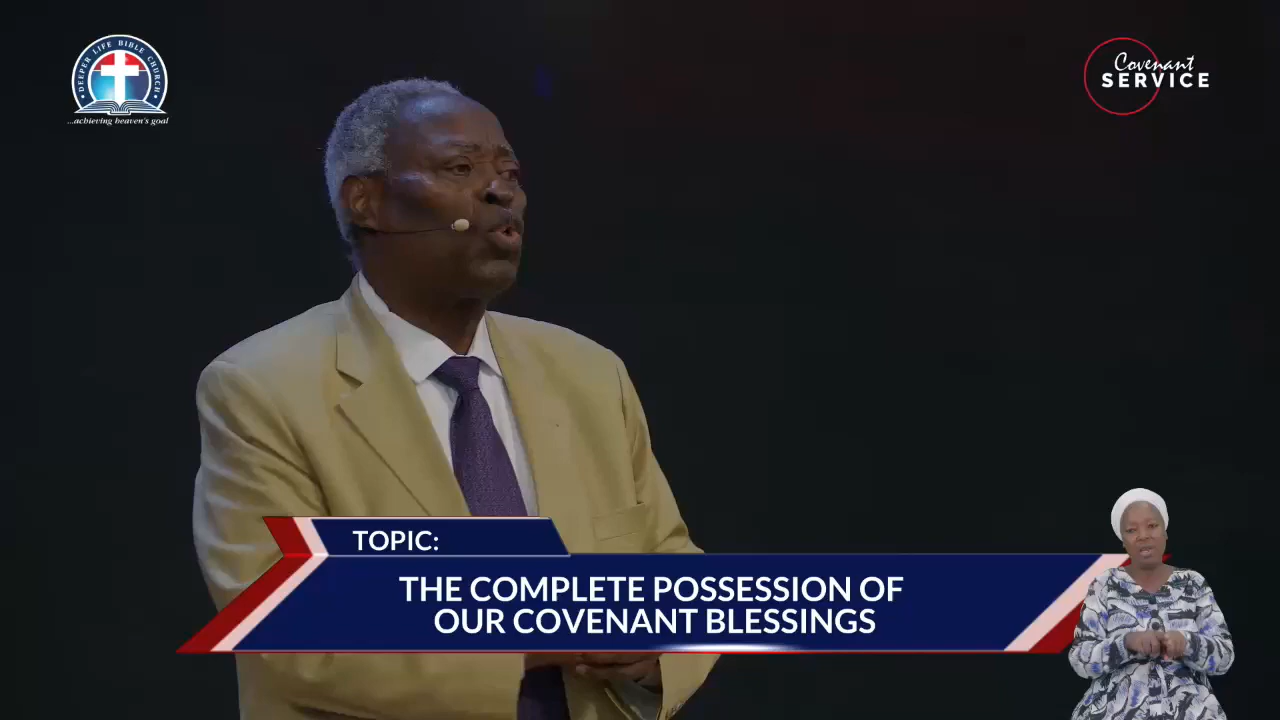 DEEPER LIFE BIBLE CHURCH
...achieving heaven's goal
Covenant
SERVICE
TOPIC:
THE COMPLETE POSSESSION OF
OUR COVENANT BLESSINGS